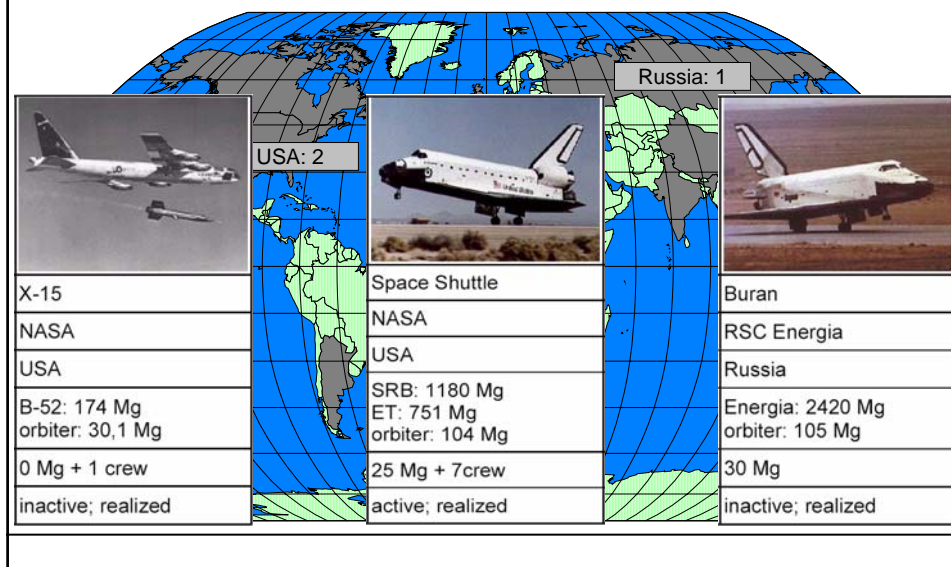 Russia: 1
USA: 2
X-15
NASA
USA
B-52: 174 Mg
orbiter: 30,1 Mg
0 Mg + 1 crew
inactive; realized
United States
Space Shuttle
NASA
USA
SRB: 1180 Mg
ET: 751 Mg
orbiter: 104 Mg
25 Mg + 7crew
active; realized
Buran
RSC Energia
Russia
Energia: 2420 Mg
orbiter: 105 Mg
30 Mg
inactive; realized